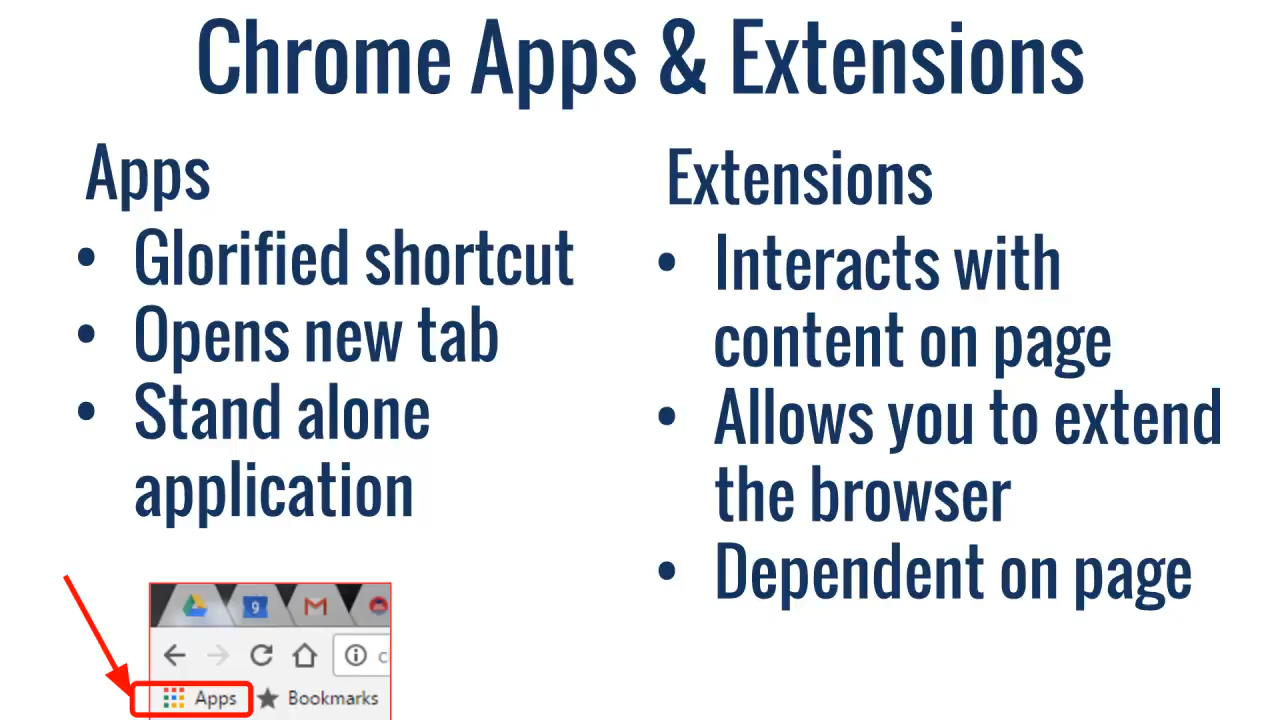 Chrome Apps & Extensions
Apps
• Glorified shortcut
• Opens new tab
• Stand alone
application
Extensions
• Interacts with
content on page
• Allows you to extend
the browser
• Dependent on page
9
c
Apps
Bookmarks